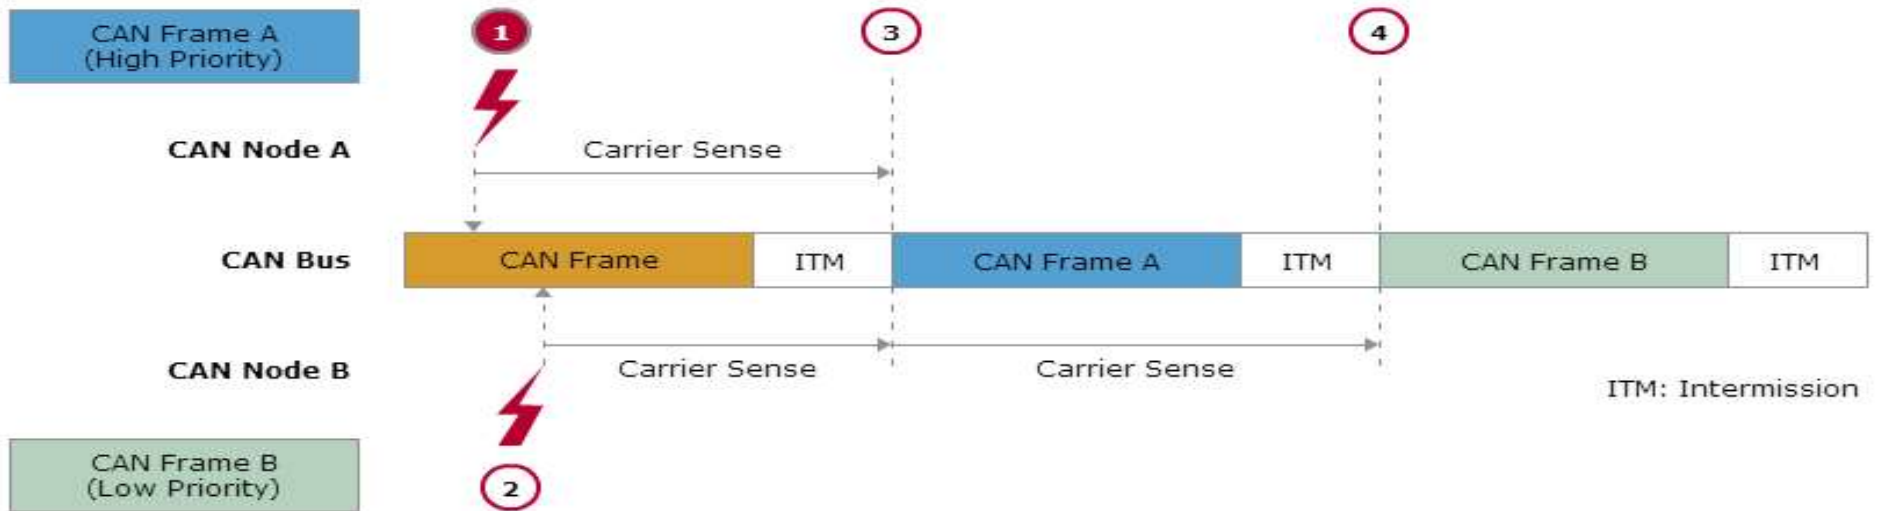 CAN Frame A
(High Priority)
1
3
4
CAN Node A
Carrier Sense
CAN Bus
CAN Frame
ITM
CAN Frame A
ITM
CAN Frame B
ITM
CAN Node B
Carrier Sense
Carrier Sense
ITM: Intermission
CAN Frame B
(Low Priority)
2